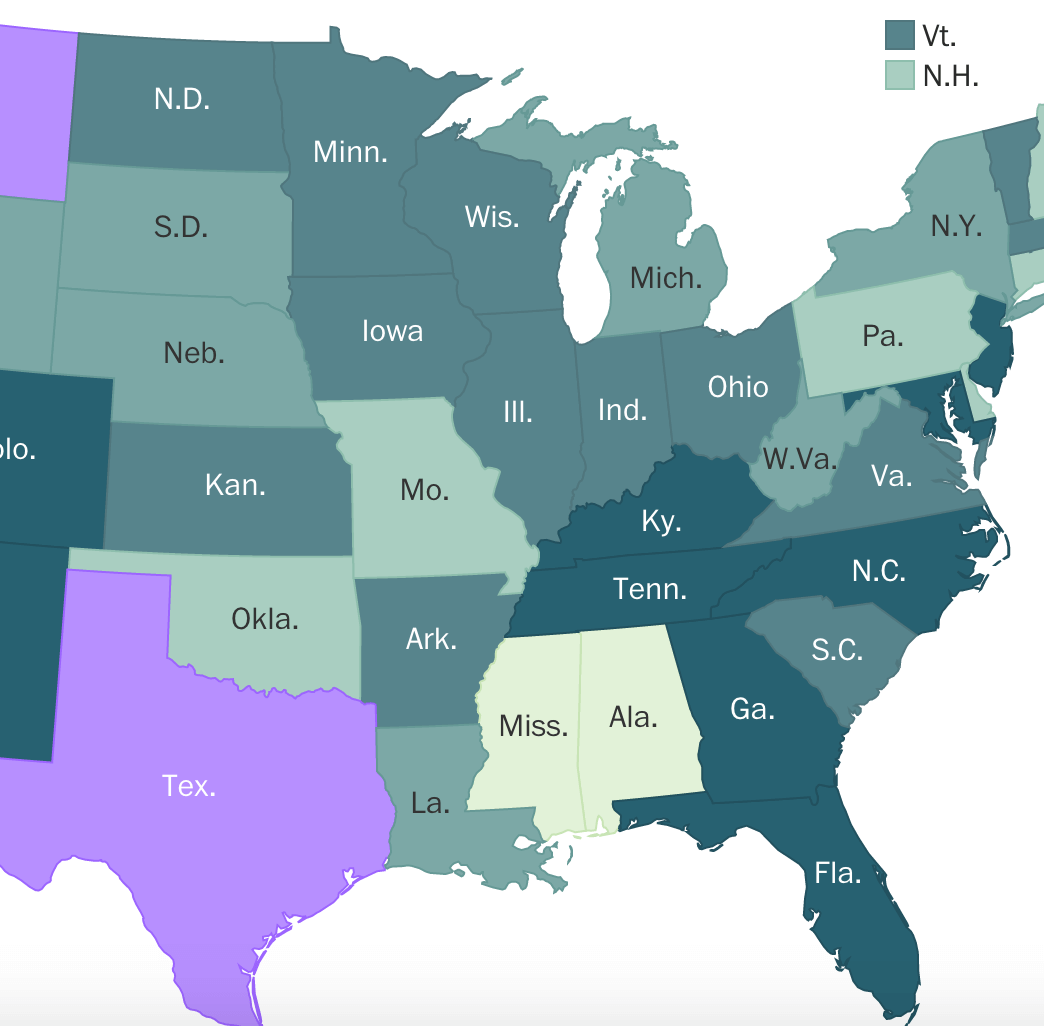 Vt.
N.H.
N.D.
Minn.
S.D.
Wis.
N.Y.
Mich.
Iowa
Pa.
Neb.
Ohio
Ill.
Ind.
lo.
W.Va.
Va.
Kan.
Mo.
Ky.
N.C.
Tenn.
Okla.
Ark.
S.C.
Ga.
Miss.
Ala.
Tex.
La.
Fla.